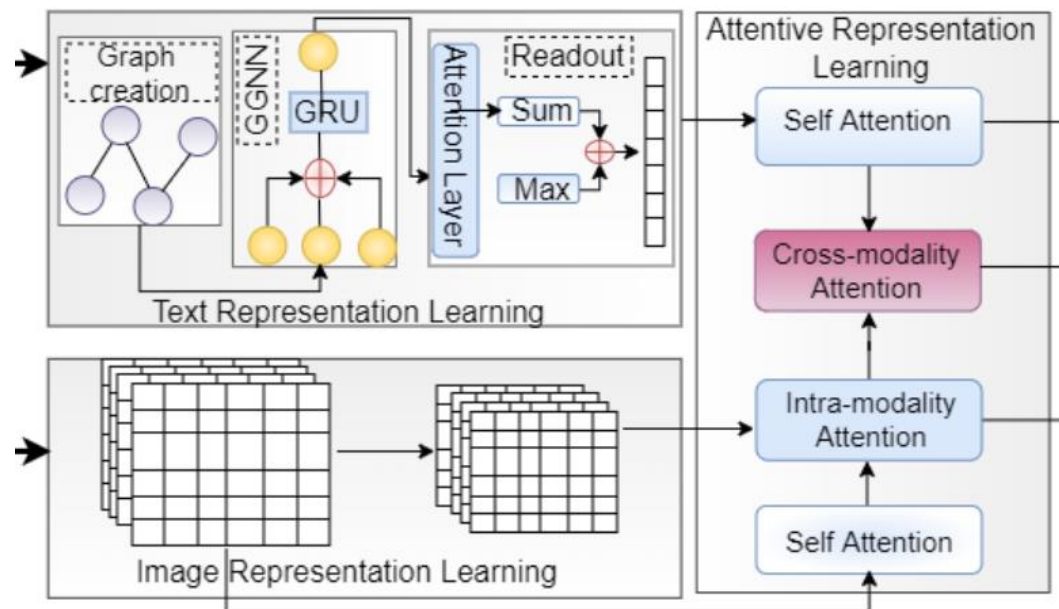 Graph
creation
GGNN
GRU
Attention Layer
Readout
Sum
Max
Text Representation Learning
Image Representation Learning
Attentive Representation
Learning
Self Attention
Cross-modality
Attention
Intra-modality
Attention
Self Attention